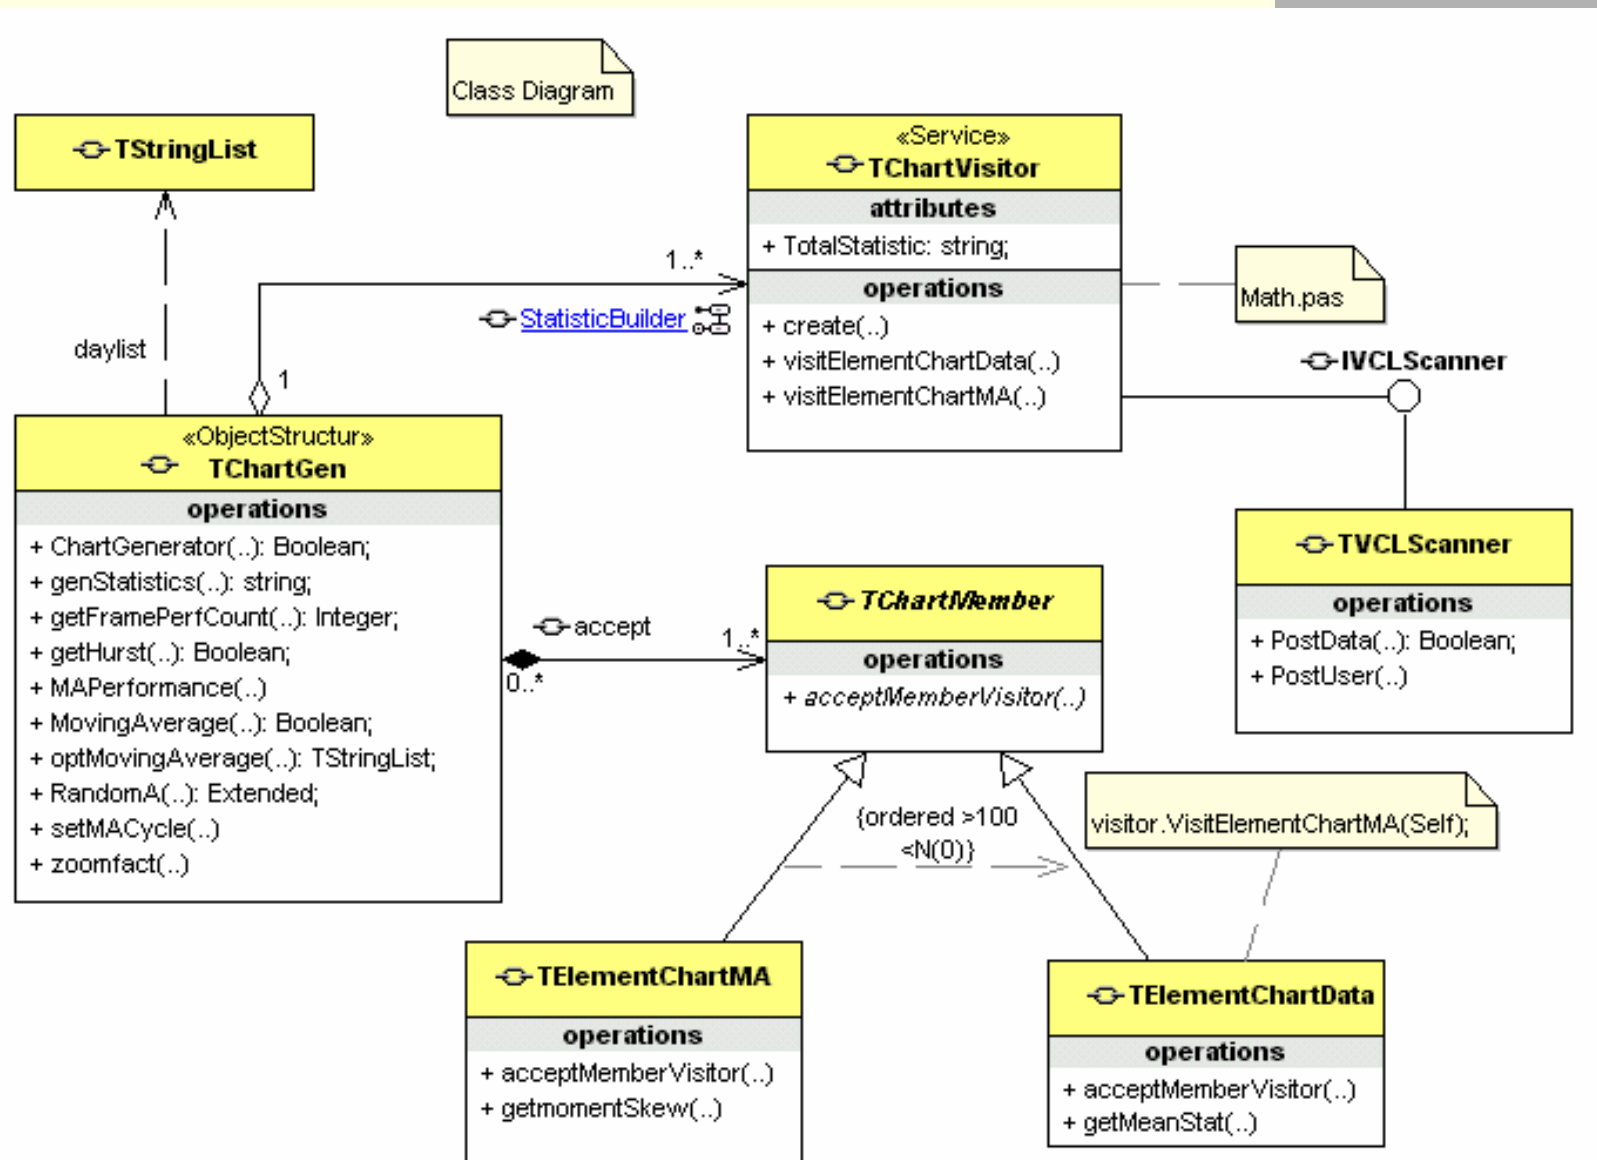 Class Diagram
TStringList
«Service»
TChartVisitor
attributes
+ TotalStatistic: string;
operations
+ create(..)
+ visitElementChartData(..)
+ visitElementChartMA(..)
1..*
StatisticBuilder
Math.pas
daylist
1
IVCLScanner
«ObjectStructur»
TChartGen
operations
+ ChartGenerator(..): Boolean;
+ genStatistics(..): string;
+ getFramePerfCount(..): Integer;
+ getHurst(..): Boolean;
+ MAPerformance(..)
+ MovingAverage(..): Boolean;
+ optMovingAverage(..): TStringList;
+ RandomA(..): Extended;
+ setMACycle(..)
+ zoomfact(..)
accept
1..*
0..*
TChartMember
operations
+ acceptMemberVisitor(..)
TVCLScanner
operations
+ PostData(..): Boolean;
+ PostUser(..)
{ordered >100
<N(0)}
visitor.VisitElementChartMA(Self);
TElementChartMA
operations
+ acceptMemberVisitor(..)
+ getmomentSkew(..)
TElementChartData
operations
+ acceptMemberVisitor(..)
+ getMeanStat(..)